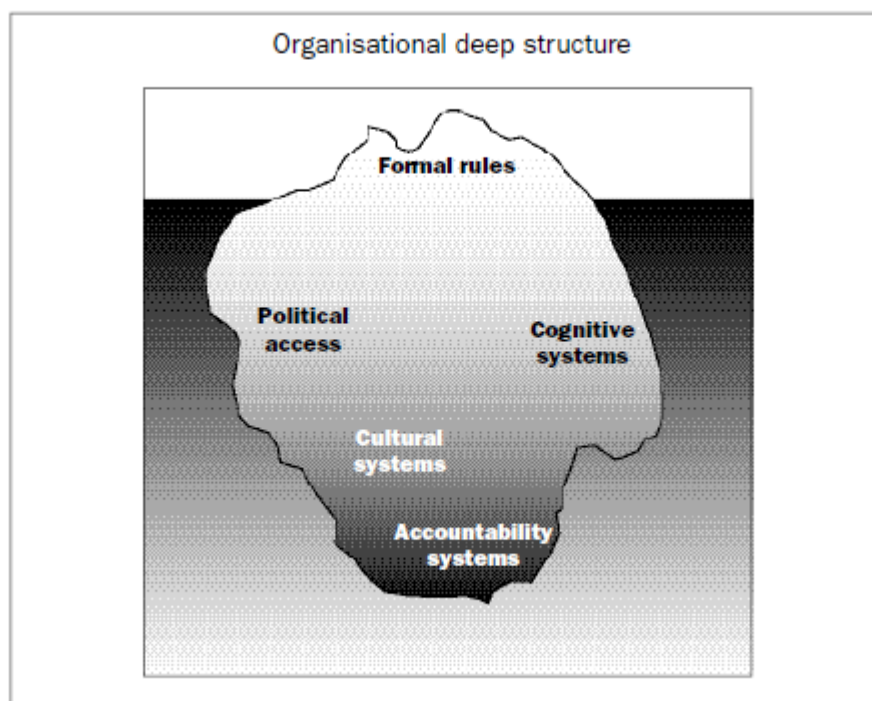 Organisational deep structure
Formal rules
Political
access
Cognitive
systems
Cultural
systems
Accountability
systems